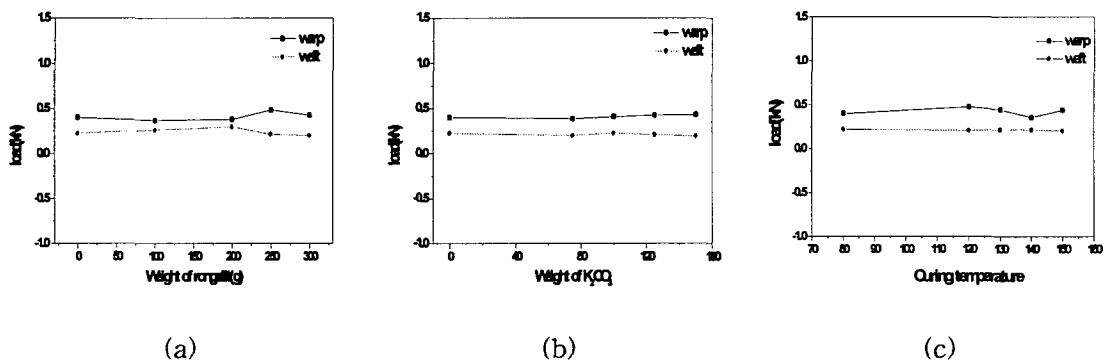 1.5
1.0
0.5
0.0
-0.5
-1.0
load(kN)
warp
weft
0 50 100 150 200 250 300
Weight of rongalit(g)
(a)
1.5
1.0
0.5
0.0
-0.5
-1.0
load(kN)
warp
weft
0 40 80 120 160
Weight of K₂CO₃
(b)
1.5
1.0
0.5
0.0
-0.5
-1.0
load(kN)
warp
weft
70 80 90 100 110 120 130 140 150 160
Curing temperature
(c)